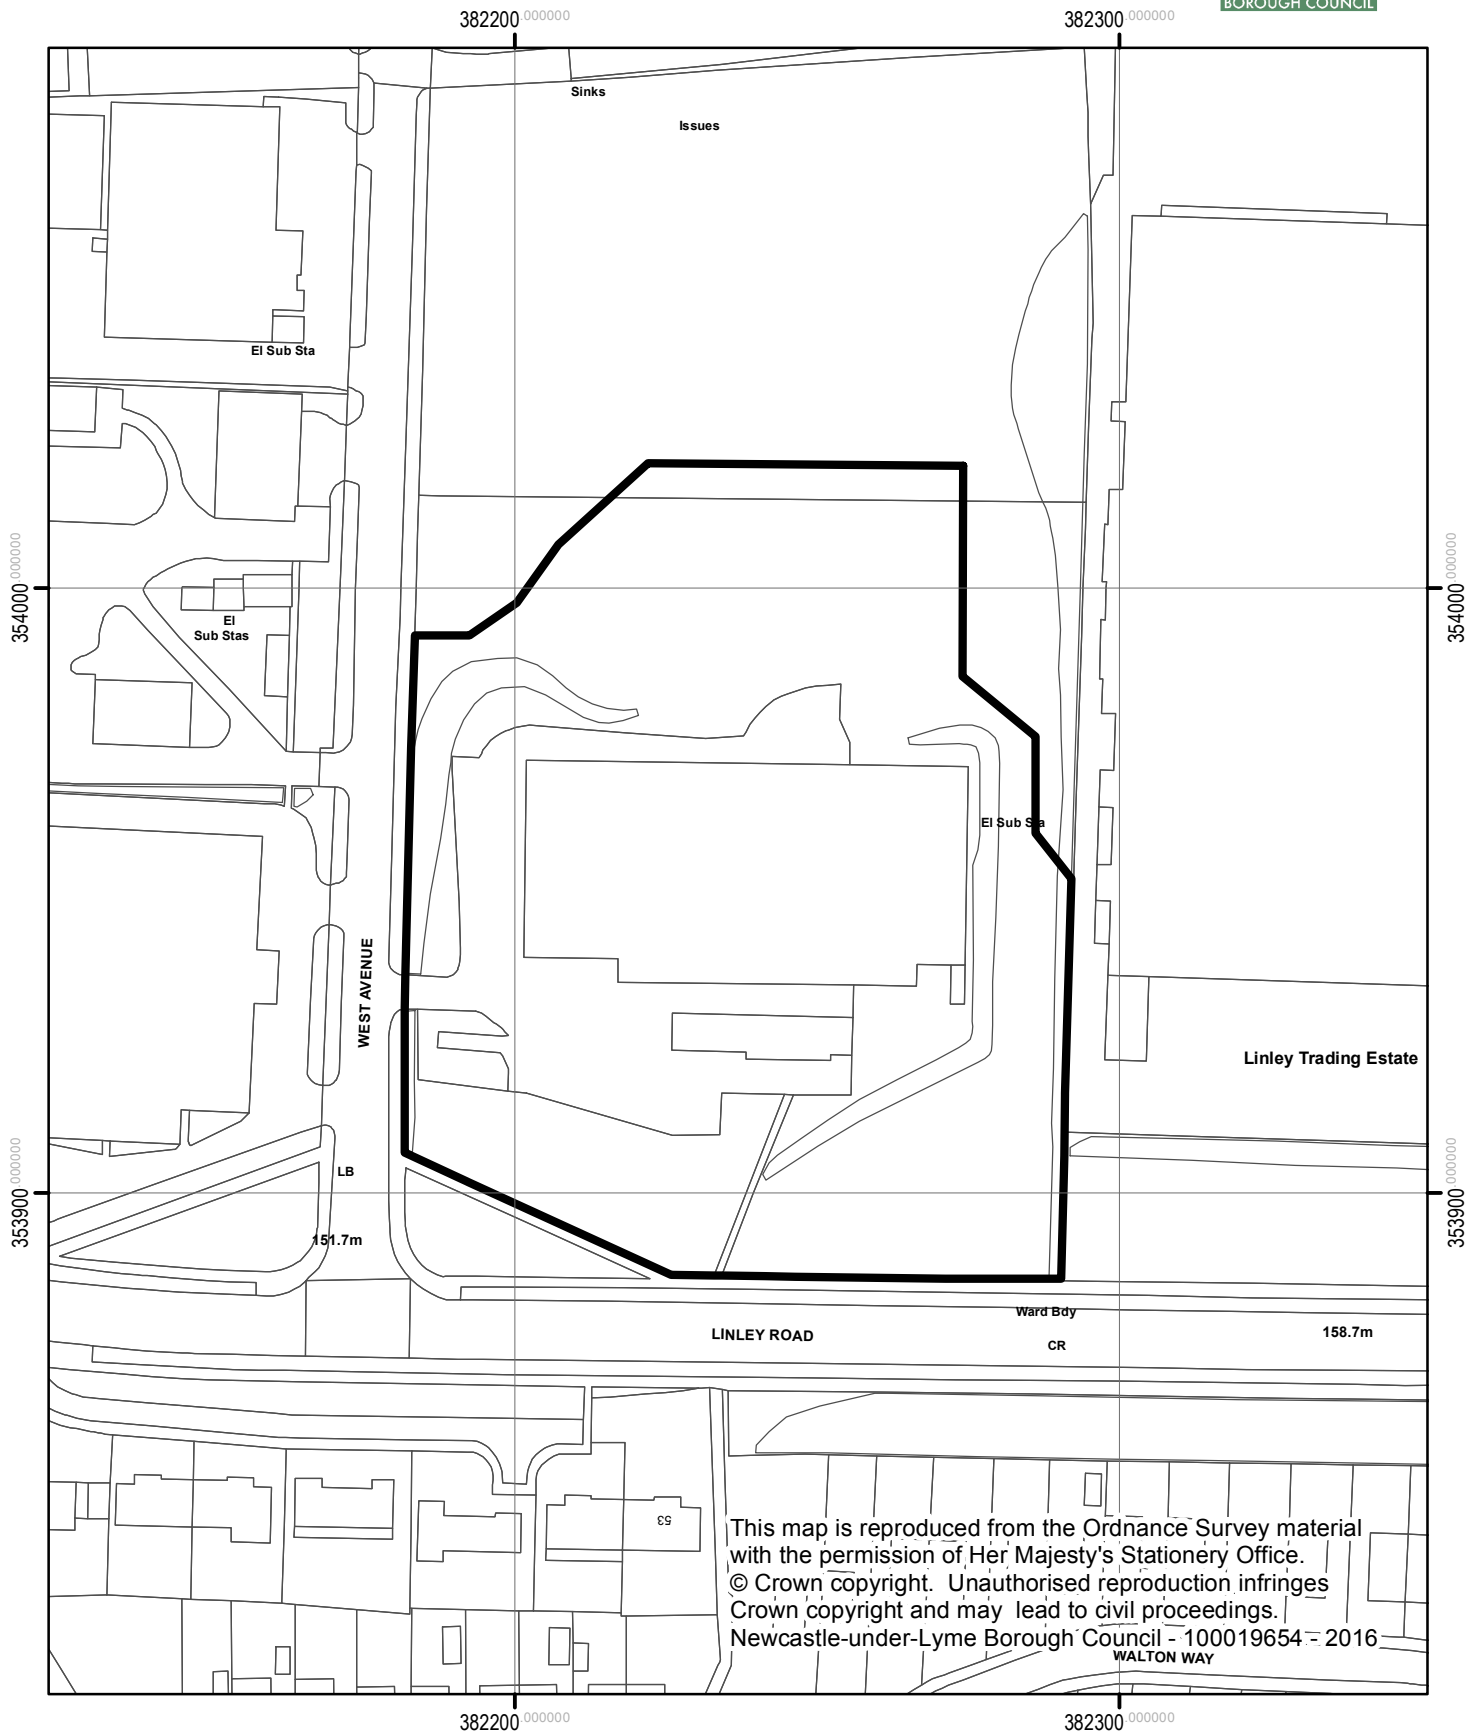 BOROUGH COUNCIL
382200.000000
382300.000000
Sinks
Issues
El Sub Sta
354000.000000
354000.000000
El
Sub Stas
El Sub Sta
WEST AVENUE
Linley Trading Estate
LB
353900.000000
353900.000000
151.7m
Ward Bdy
LINLEY ROAD
CR
158.7m
53
This map is reproduced from the Ordnance Survey material
with the permission of Her Majesty's Stationery Office.
© Crown copyright. Unauthorised reproduction infringes
Crown copyright and may lead to civil proceedings.
Newcastle-under-Lyme Borough Council - 100019654 - 2016
WALTON WAY
382200.000000
382300.000000